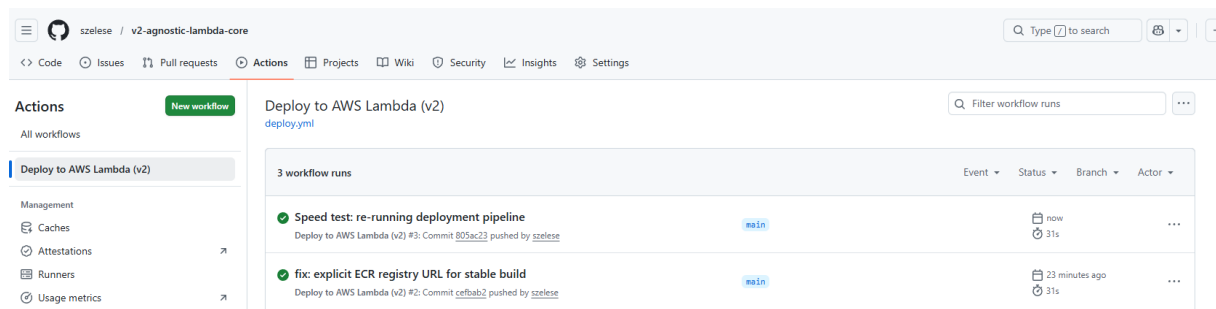 szelese / v2-agnostic-lambda-core
Type / to search
Code Issues Pull requests Actions Projects Wiki Security Insights Settings
Actions
New workflow
All workflows
Deploy to AWS Lambda (v2)
Management
Caches
Attestations
Runners
Usage metrics
Deploy to AWS Lambda (v2)
deploy.yml
Filter workflow runs
3 workflow runs
Event Status Branch Actor
Speed test: re-running deployment pipeline
Deploy to AWS Lambda (v2) #3: Commit 805ac23 pushed by szelese
main
now
31s
fix: explicit ECR registry URL for stable build
Deploy to AWS Lambda (v2) #2: Commit cefbab2 pushed by szelese
main
23 minutes ago
31s